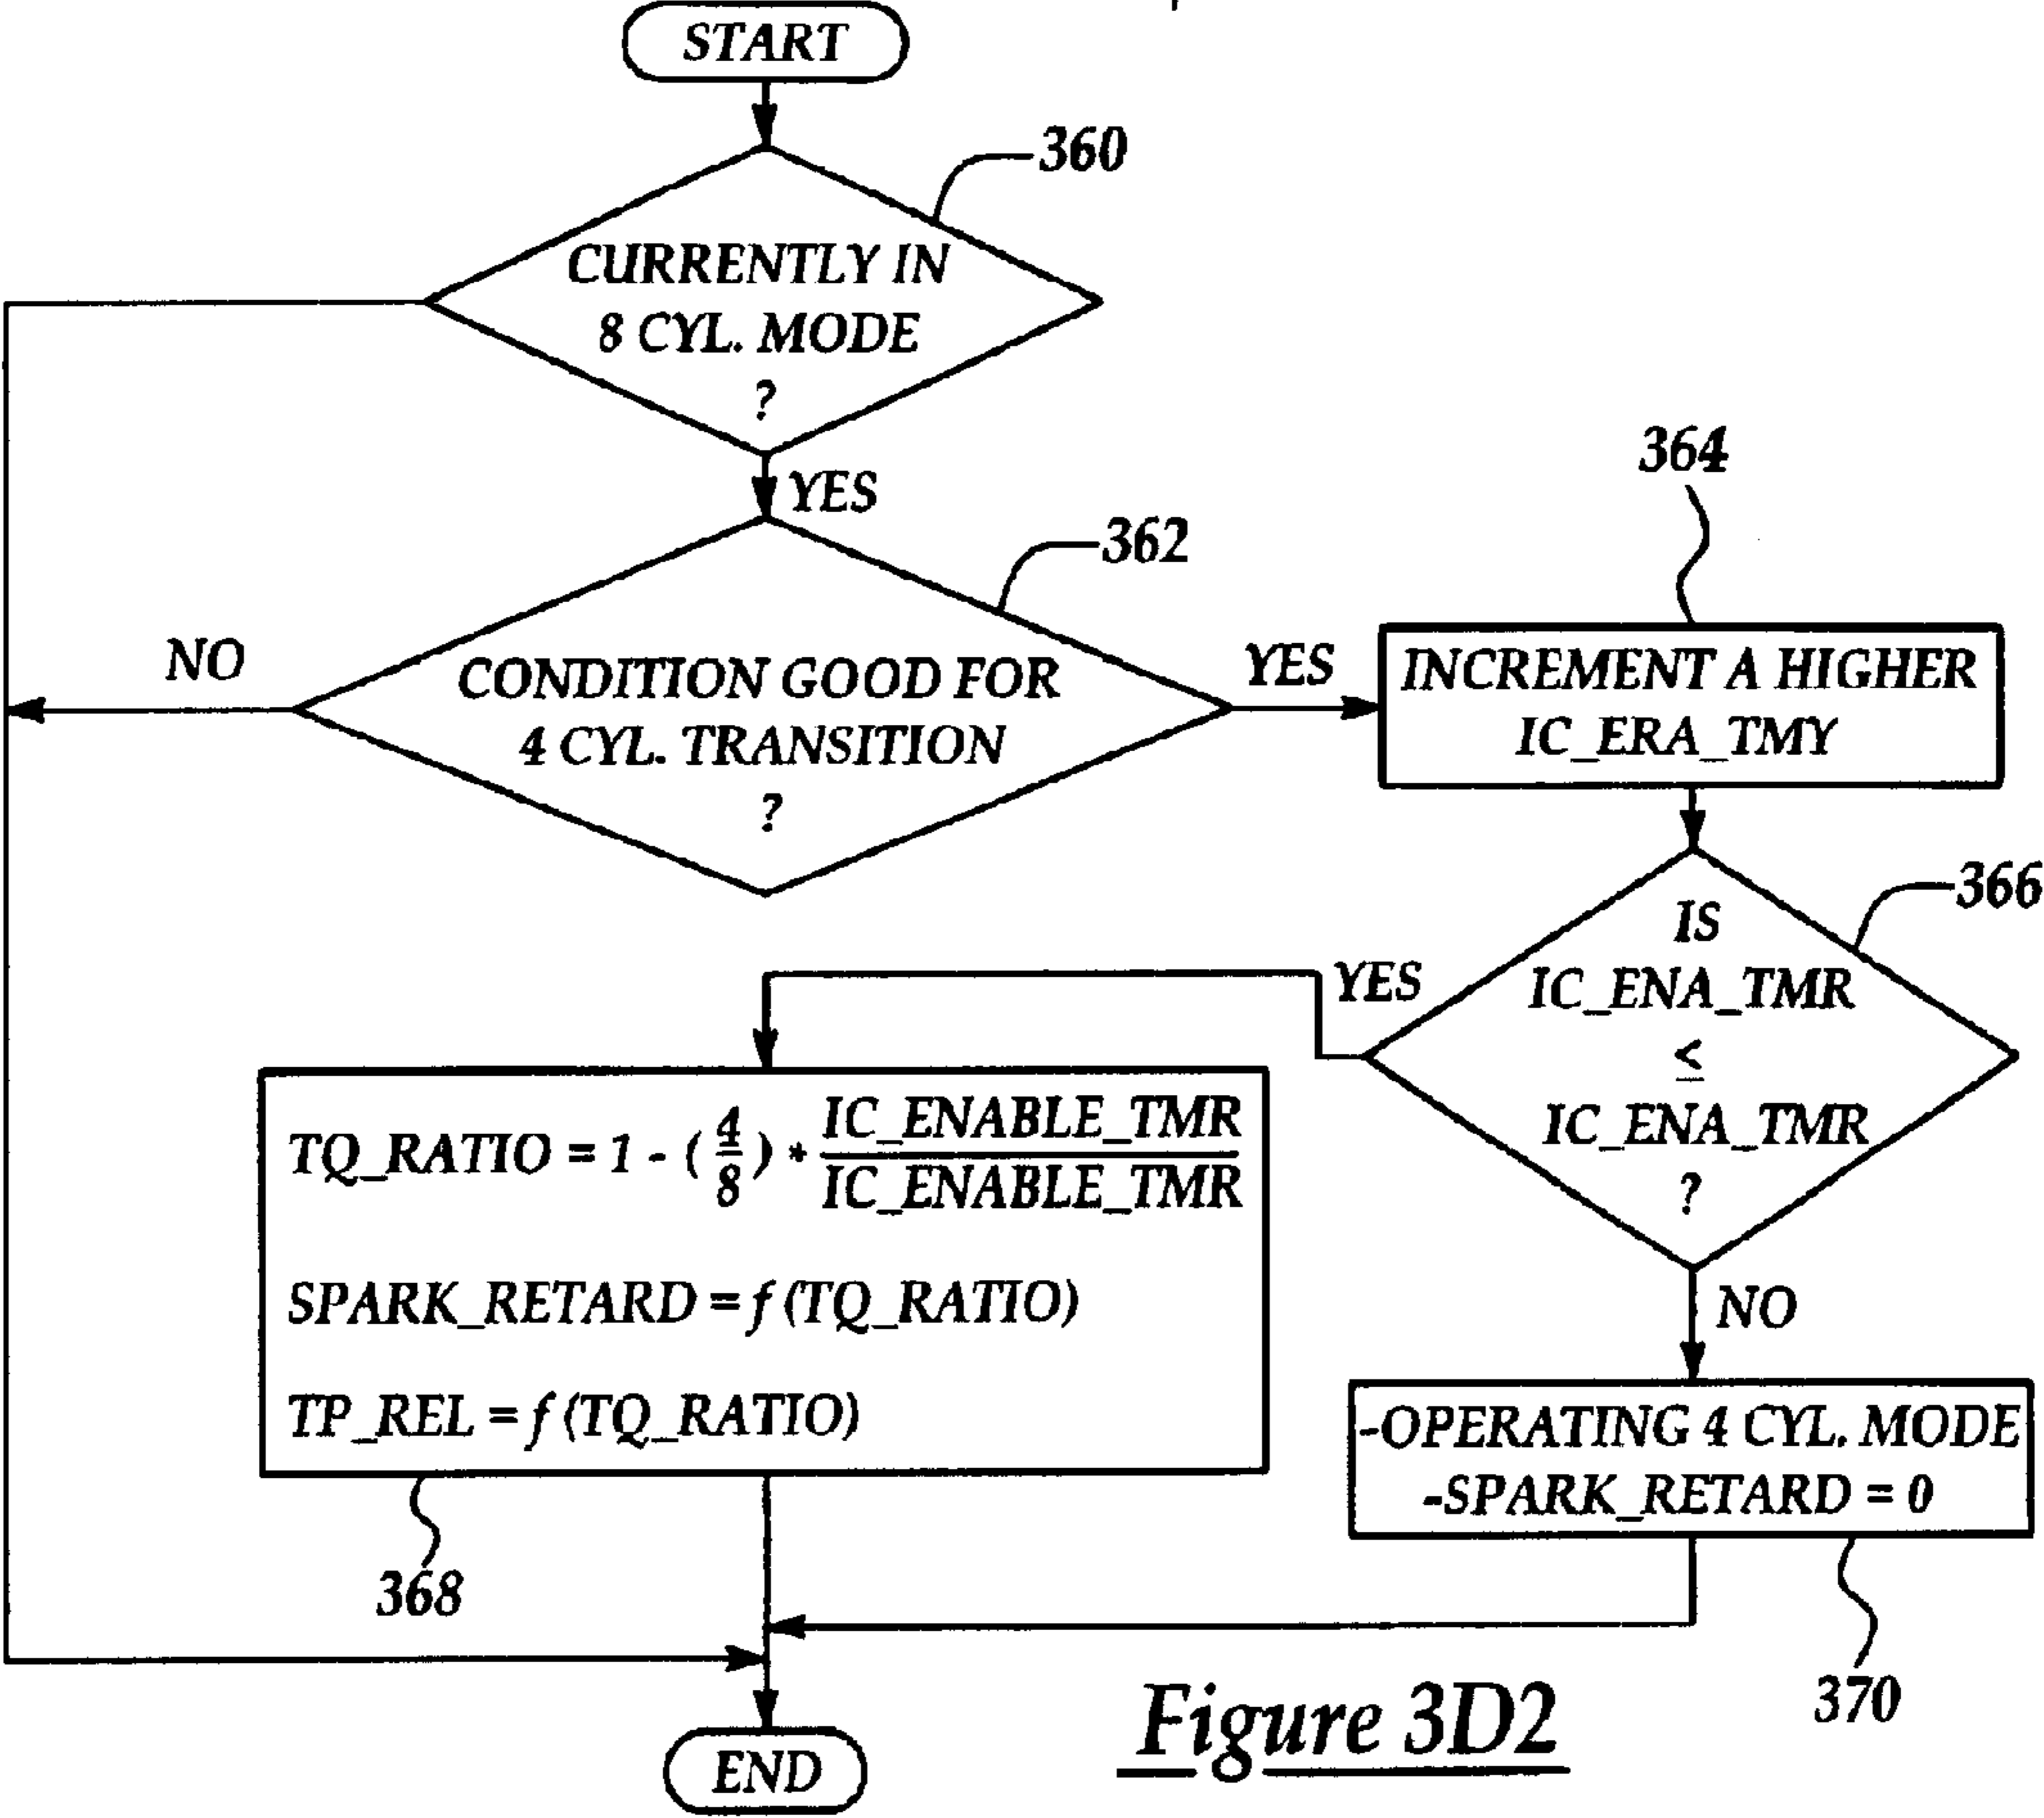 START
360
CURRENTLY IN
8 CYL. MODE
?
YES
362
CONDITION GOOD FOR
4 CYL. TRANSITION
?
NO
YES
364
INCREMENT A HIGHER
IC_ERA_TMY
366
IS
IC_ENA_TMR
≤
IC_ENA_TMR
?
YES
NO
TQ_RATIO = 1 - (4/8) * IC_ENABLE_TMR / IC_ENABLE_TMR
SPARK_RETARD = f (TQ_RATIO)
TP_REL = f (TQ_RATIO)
368
-OPERATING 4 CYL. MODE
-SPARK_RETARD = 0
370
END
Figure 3D2